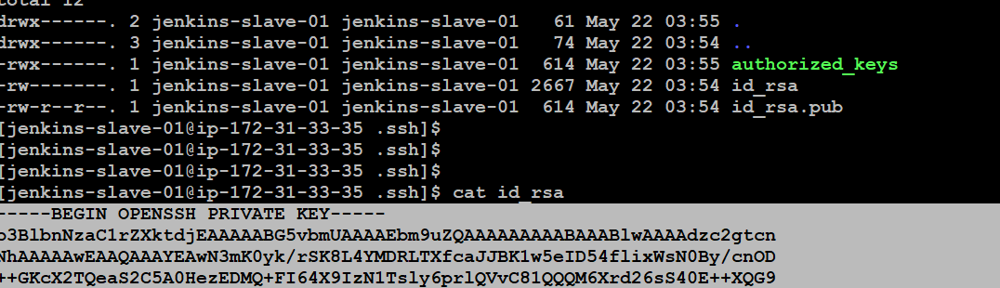 total 12
drwx------. 2 jenkins-slave-01 jenkins-slave-01 61 May 22 03:55 .
drwx------. 3 jenkins-slave-01 jenkins-slave-01 74 May 22 03:54 ..
-rwx------. 1 jenkins-slave-01 jenkins-slave-01 614 May 22 03:55 authorized_keys
-rw-------. 1 jenkins-slave-01 jenkins-slave-01 2667 May 22 03:54 id_rsa
-rw-r--r--. 1 jenkins-slave-01 jenkins-slave-01 614 May 22 03:54 id_rsa.pub
[jenkins-slave-01@ip-172-31-33-35 .ssh]$
[jenkins-slave-01@ip-172-31-33-35 .ssh]$
[jenkins-slave-01@ip-172-31-33-35 .ssh]$
[jenkins-slave-01@ip-172-31-33-35 .ssh]$ cat id_rsa
-----BEGIN OPENSSH PRIVATE KEY-----
b3BlbnNzaC1rZXktdjEAAAAABG5vbmUAAAAEbm9uZQAAAAAAAAABAAABlwAAAAdzc2gtcn
NhAAAAAwEAAQAAAYEAwN3mK0yk/rSK8L4YMDRLTXfcaJJBK1w5eID54flixWsN0By/cnOD
++GKcX2TQeaS2C5A0HezEDMQ+FI64X9IzN1Tsly6prlQVvC81QQQM6Xrd26sS40E++XQG9